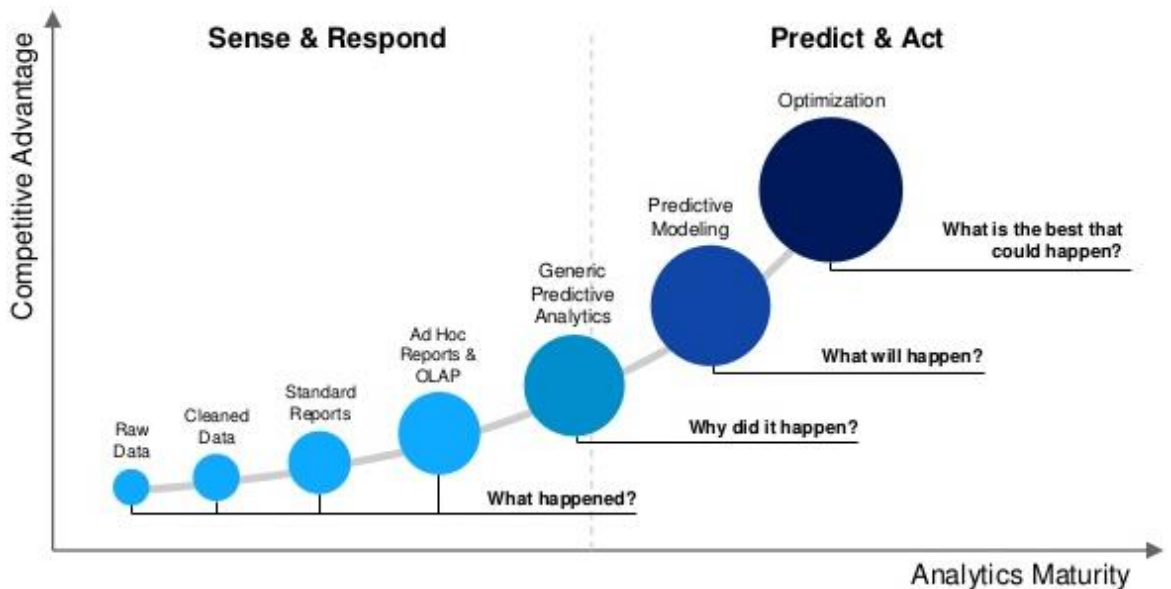 Sense & Respond
Predict & Act
Competitive Advantage
Optimization
Predictive
Modeling
What is the best that
could happen?
Generic
Predictive
Analytics
Ad Hoc
Reports &
OLAP
What will happen?
Standard
Reports
Cleaned
Data
Raw
Data
Why did it happen?
What happened?
Analytics Maturity